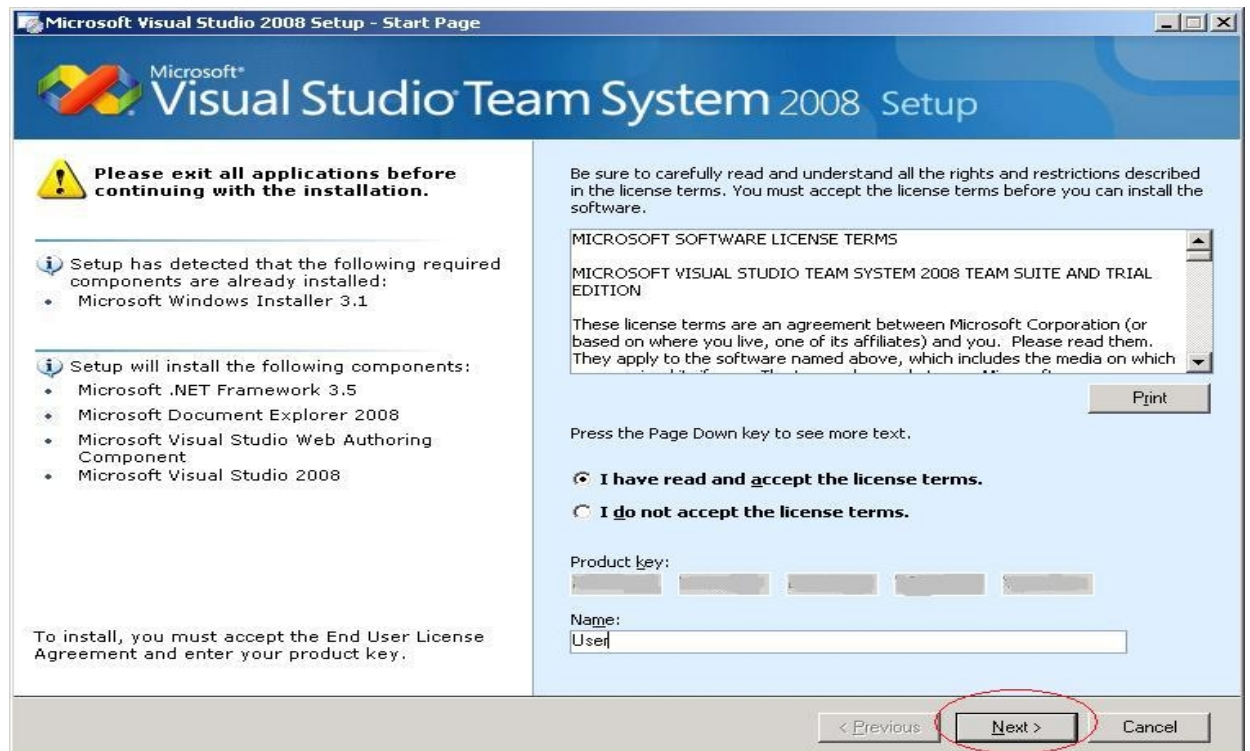 Microsoft Visual Studio 2008 Setup - Start Page
Microsoft®
Visual Studio Team System 2008 Setup
Please exit all applications before
continuing with the installation.
Setup has detected that the following required
components are already installed:
• Microsoft Windows Installer 3.1
Setup will install the following components:
• Microsoft .NET Framework 3.5
• Microsoft Document Explorer 2008
• Microsoft Visual Studio Web Authoring
Component
• Microsoft Visual Studio 2008
To install, you must accept the End User License
Agreement and enter your product key.
Be sure to carefully read and understand all the rights and restrictions described
in the license terms. You must accept the license terms before you can install the
software.
MICROSOFT SOFTWARE LICENSE TERMS
MICROSOFT VISUAL STUDIO TEAM SYSTEM 2008 TEAM SUITE AND TRIAL
EDITION
These license terms are an agreement between Microsoft Corporation (or
based on where you live, one of its affiliates) and you. Please read them.
They apply to the software named above, which includes the media on which
Print
Press the Page Down key to see more text.
I have read and accept the license terms.
I do not accept the license terms.
Product key:
Name:
User
< Previous
Next >
Cancel